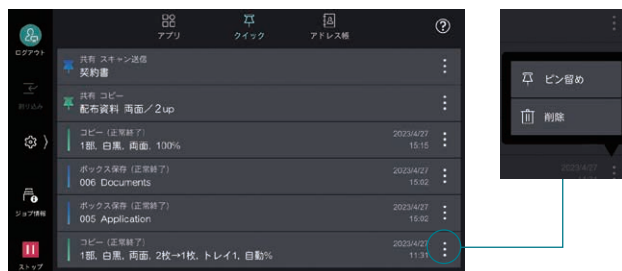 アプリ
クイック
アドレス帳
?
ログアウト
割り込み
ジョブ情報
ストップ
共有 スキャン送信
契約書
共有 コピー
配布資料 両面／2up
コピー（正常終了）
1部, 白黒, 両面, 100%
2023/4/27
15:15
ボックス保存（正常終了）
006 Documents
2023/4/27
15:02
ボックス保存（正常終了）
005 Application
2023/4/27
15:02
コピー（正常終了）
1部, 白黒, 両面, 2枚→1枚, トレイ1, 自動%
2023/4/27
11:31
ピン留め
削除
2023/4/27
11:31